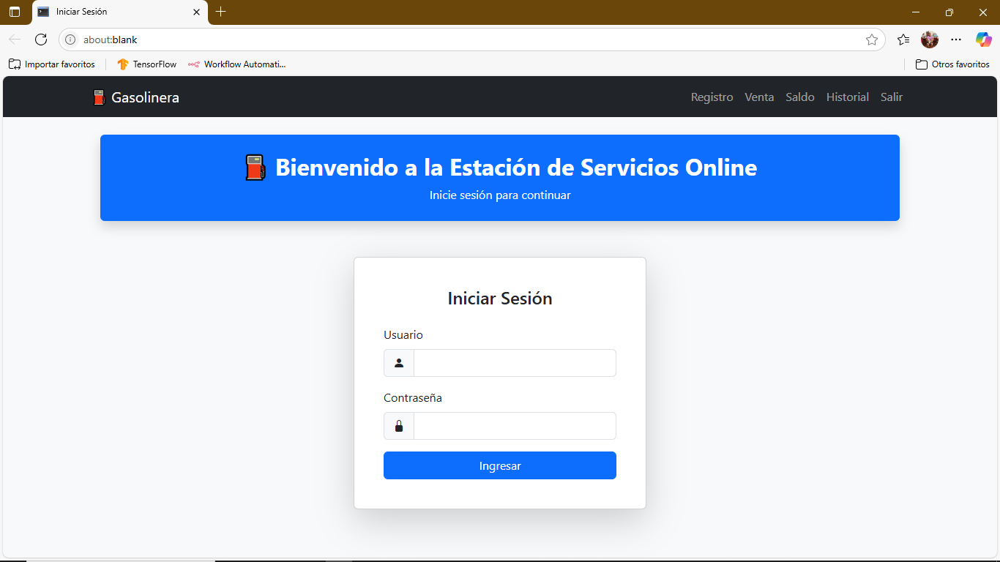 Iniciar Sesión
about:blank
Importar favoritos
TensorFlow
Workflow Automati...
Otros favoritos
Gasolinera
Registro
Venta
Saldo
Historial
Salir
Bienvenido a la Estación de Servicios Online
Inicie sesión para continuar
Iniciar Sesión
Usuario
Contraseña
Ingresar